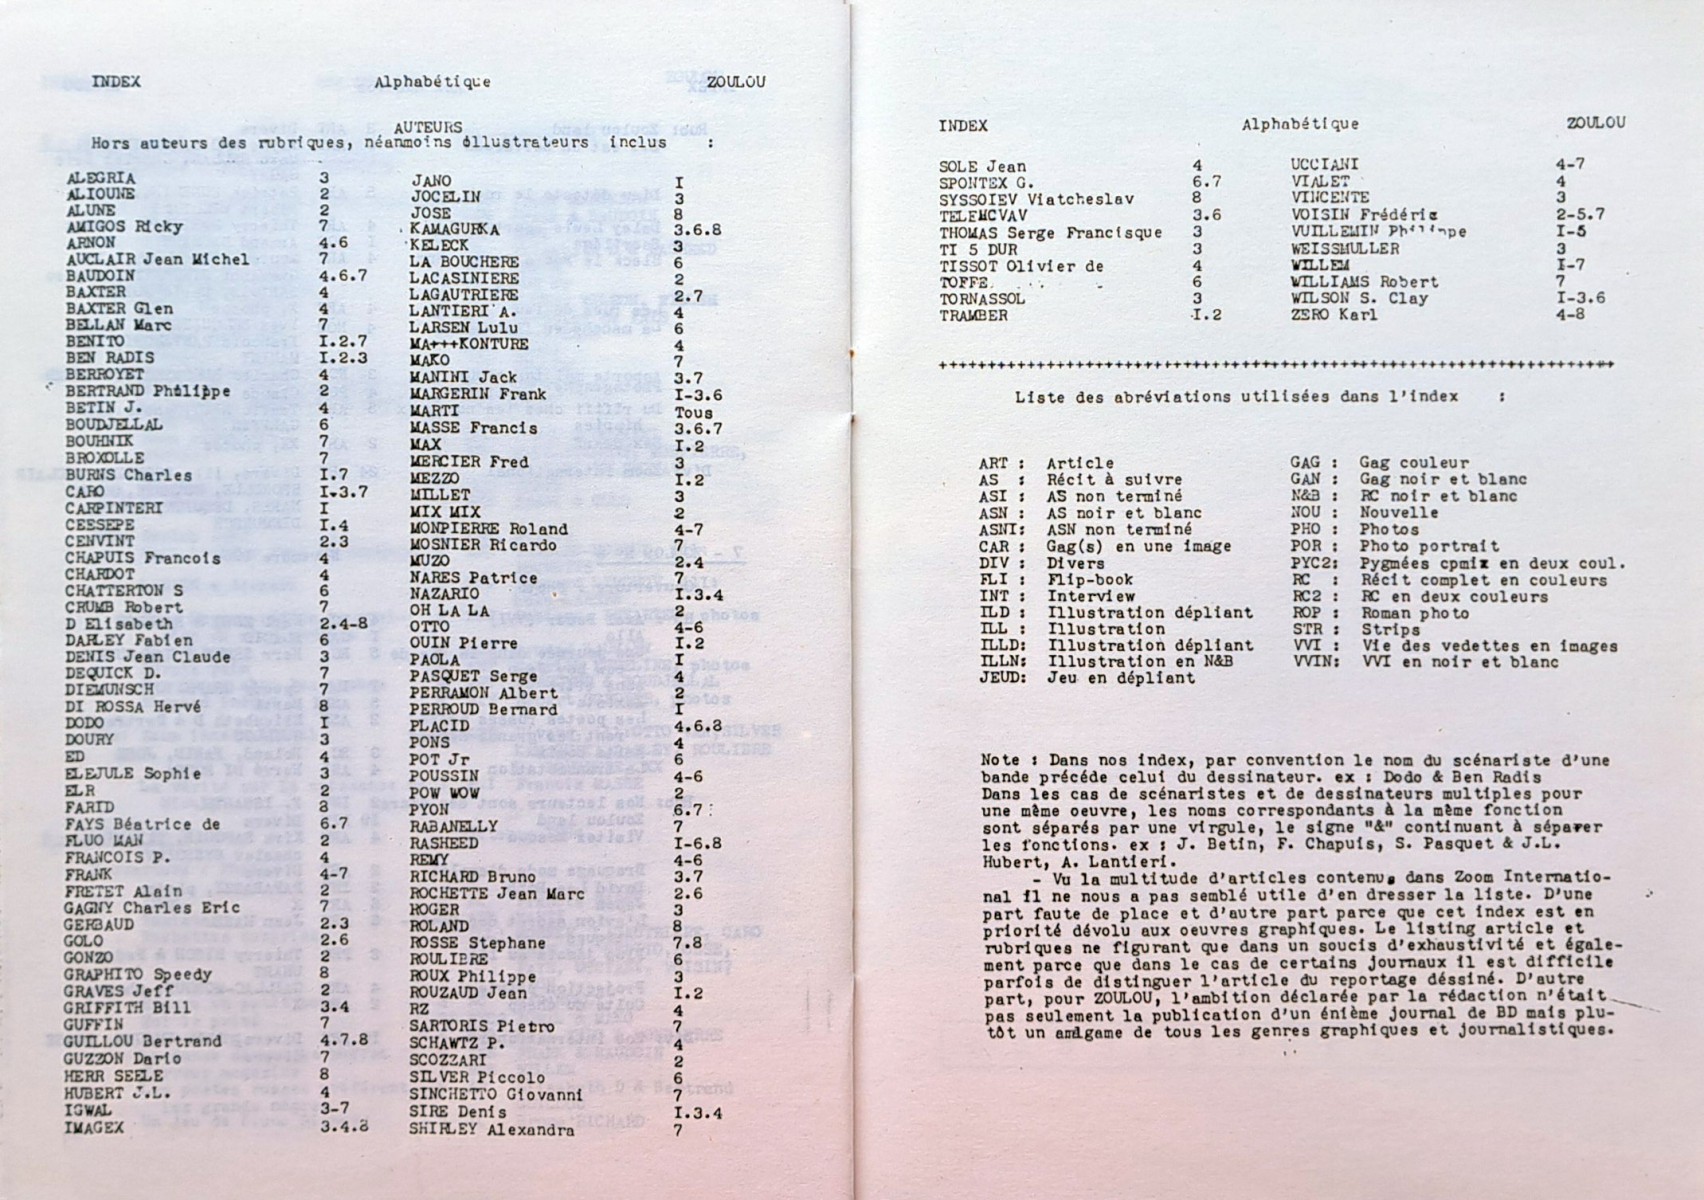 INDEX Alphabétique ZOULOU
AUTEURS
Hors auteurs des rubriques, néanmoins illustrateurs inclus :
ALEGRIA 3
ALIOUNE 2
ALUNE 2
AMIGOS Ricky 7
ARNON 4.6
AUCLAIR Jean Michel 7
BAUDOIN 4.6.7
BAXTER 4
BAXTER Glen 4
BELLAN Marc 7
BENITO I.2.7
BEN RADIS I.2.3
BERROYET 4
BERTRAND Philippe 2
BETIN J. 4
BOUDJELLAL 6
BOUHNIK 7
BROXOLLE 7
BURNS Charles I.7
CARO I-3.7
CARPINTERI I
CEESEPE I.4
CENVINT 2.3
CHAPUIS Francois 4
CHARDOT 4
CHATTERTON S 6
CRUMB Robert 7
D Elisabeth 2.4-8
DARLEY Fabien 6
DENIS Jean Claude 3
DEQUICK D. 7
DIEMUNSCH 7
DI ROSSA Hervé 8
DODO I
DOURY 3
ED 4
ELEJULE Sophie 3
ELR 2
FARID 8
FAYS Béatrice de 6.7
FLUO MAN 2
FRANCOIS P. 4
FRANK 4-7
FRETET Alain 2
GAGNY Charles Eric 7
GERBAUD 2.3
GOLO 2.6
GONZO 2
GRAPHITO Speedy 8
GRAVES Jeff 2
GRIFFITH Bill 3.4
GUFFIN 7
GUILLOU Bertrand 4.7.8
GUZZON Dario 7
HERR SEELE 8
HUBERT J.L. 4
IGWAL 3-7
IMAGEX 3.4.8
JANO I
JOCELIN 3
JOSE 8
KAMAGURKA 3.6.8
KELECK 3
LA BOUCHERE 6
LACASINIERE 2
LAGAUTRIERE 2.7
LANTIERI A. 4
LARSEN Lulu 6
MA+++KONTURE 4
MAKO 7
MANINI Jack 3.7
MARGERIN Frank I-3.6
MARTI Tous
MASSE Francis 3.6.7
MAX I.2
MERCIER Fred 3
MEZZO I.2
MILLET 3
MIX MIX 2
MONPIERRE Roland 4-7
MOSNIER Ricardo 7
MUZO 2.4
NARES Patrice 7
NAZARIO I.3.4
OH LA LA 2
OTTO 4-6
OUIN Pierre I.2
PAOLA I
PASQUET Serge 4
PERRAMON Albert 2
PERROUD Bernard I
PLACID 4.6.8
PONS 4
POT Jr 6
POUSSIN 4-6
POW WOW 2
PYON 6.7
RABANELLY 7
RASHEED I-6.8
REMY 4-6
RICHARD Bruno 3.7
ROCHETTE Jean Marc 2.6
ROGER 3
ROLAND 8
ROSSE Stephane 7.8
ROULIERE 6
ROUX Philippe 3
ROUZAUD Jean I.2
RZ 4
SARTORIS Pietro 7
SCHAWTZ P. 4
SCOZZARI 2
SILVER Piccolo 6
SINCHETTO Giovanni 7
SIRE Denis I.3.4
SHIRLEY Alexandra 7
INDEX Alphabétique ZOULOU
SOLE Jean 4
SPONTEX G. 6.7
SYSSOIEV Viatcheslav 8
TELEMCVAV 3.6
THOMAS Serge Francisque 3
TI 5 DUR 3
TISSOT Olivier de 4
TOFFE 6
TORNASSOL 3
TRAMBER I.2
UCCIANI 4-7
VIALET 4
VINCENTE 3
VOISIN Frédéric 2-5.7
VUILLEMIN Philippe I-5
WEISSMULLER 3
WILLEM I-7
WILLIAMS Robert 7
WILSON S. Clay I-3.6
ZERO Karl 4-8
Liste des abréviations utilisées dans l'index :
ART : Article
AS : Récit à suivre
ASI : AS non terminé
ASN : AS noir et blanc
ASNI: ASN non terminé
CAR : Gag(s) en une image
DIV : Divers
FLI : Flip-book
INT : Interview
ILD : Illustration dépliant
ILL : Illustration
ILLD: Illustration dépliant
ILLN: Illustration en N&B
JEUD: Jeu en dépliant
GAG : Gag couleur
GAN : Gag noir et blanc
N&B : RC noir et blanc
NOU : Nouvelle
PHO : Photos
POR : Photo portrait
PYC2: Pygmées cpmix en deux coul.
RC : Récit complet en couleurs
RC2 : RC en deux couleurs
ROP : Roman photo
STR : Strips
VVI : Vie des vedettes en images
VVIN: VVI en noir et blanc
Note : Dans nos index, par convention le nom du scénariste d'une
bande précéde celui du dessinateur. ex : Dodo & Ben Radis
Dans les cas de scénaristes et de dessinateurs multiples pour
une même oeuvre, les noms correspondants à la même fonction
sont séparés par une virgule, le signe "&" continuant à séparer
les fonctions. ex : J. Betin, F. Chapuis, S. Pasquet & J.L.
Hubert, A. Lantieri.
- Vu la multitude d'articles contenus dans Zoom Internatio-
nal il ne nous a pas semblé utile d'en dresser la liste. D'une
part faute de place et d'autre part parce que cet index est en
priorité dévolu aux oeuvres graphiques. Le listing article et
rubriques ne figurant que dans un soucis d'exhaustivité et égale-
ment parce que dans le cas de certains journaux il est difficile
parfois de distinguer l'article du reportage déssiné. D'autre
part, pour ZOULOU, l'ambition déclarée par la rédaction n'était
pas seulement la publication d'un énième journal de BD mais plu-
tôt un amalgame de tous les genres graphiques et journalistiques.